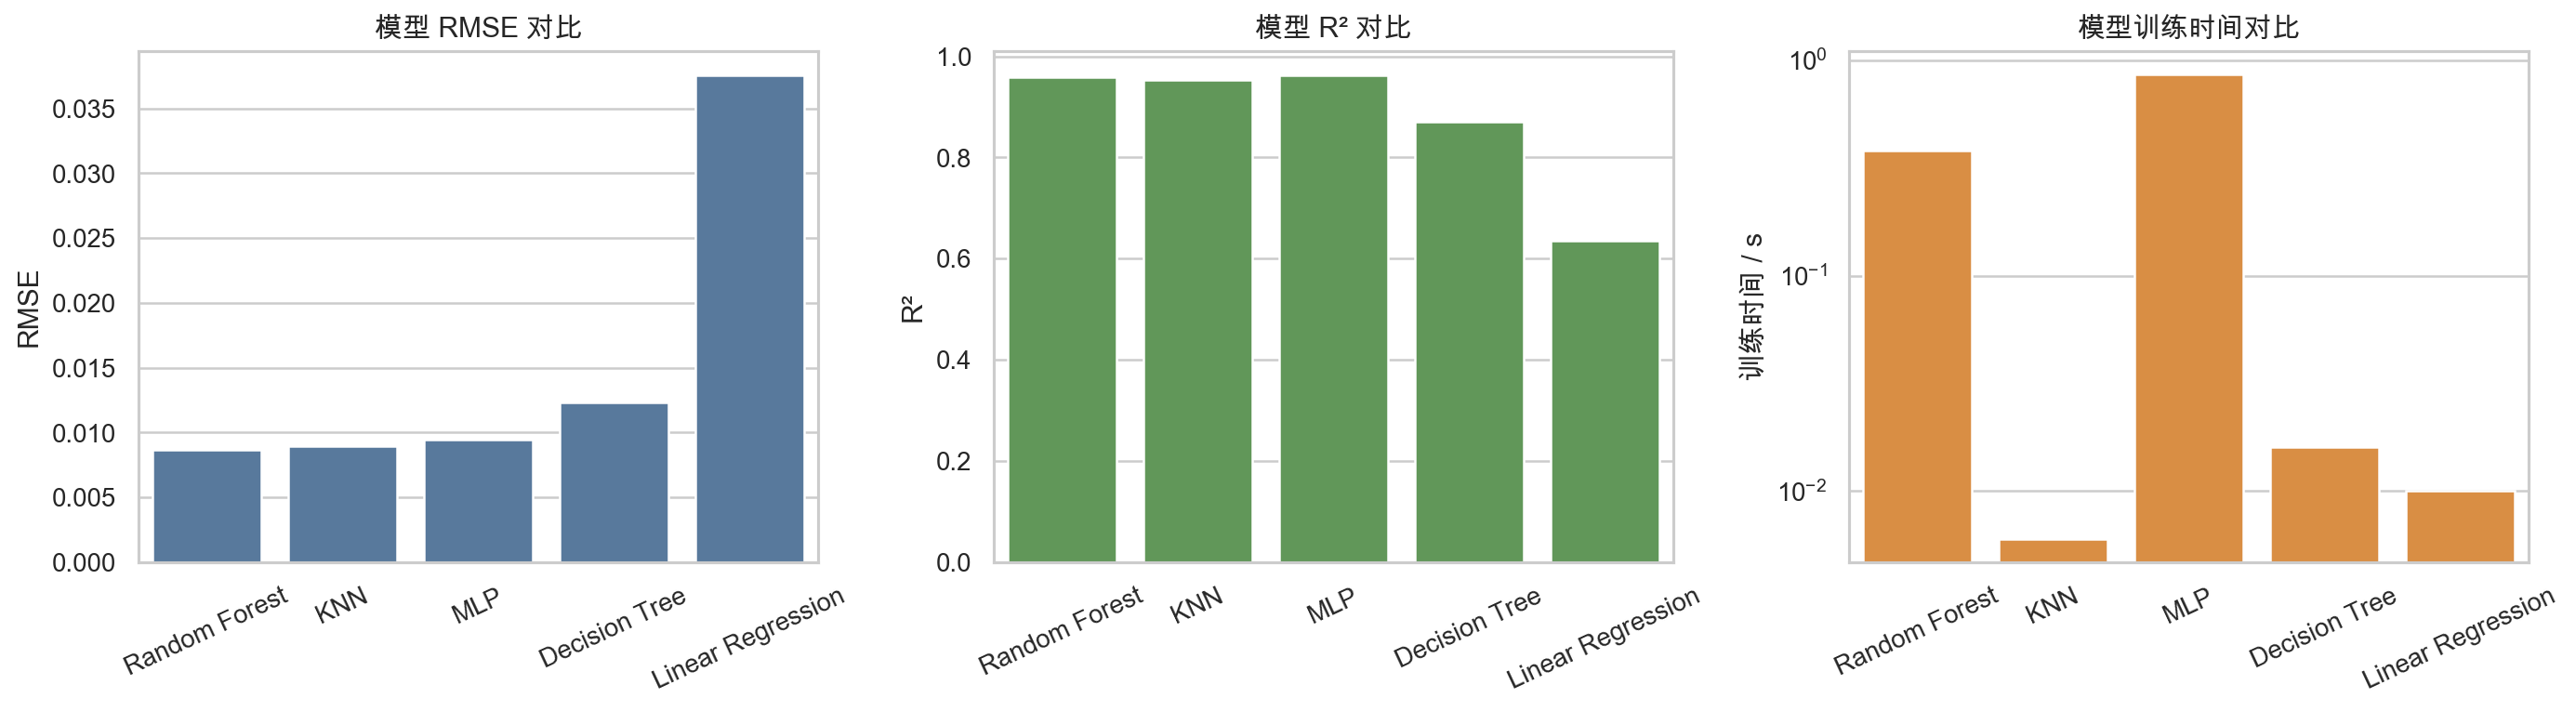 模型 RMSE 对比
RMSE
0.035
0.030
0.025
0.020
0.015
0.010
0.005
0.000
Random Forest
KNN
MLP
Decision Tree
Linear Regression
模型 R² 对比
R²
1.0
0.8
0.6
0.4
0.2
0.0
Random Forest
KNN
MLP
Decision Tree
Linear Regression
模型训练时间对比
训练时间 / s
10⁰
10⁻¹
10⁻²
Random Forest
KNN
MLP
Decision Tree
Linear Regression